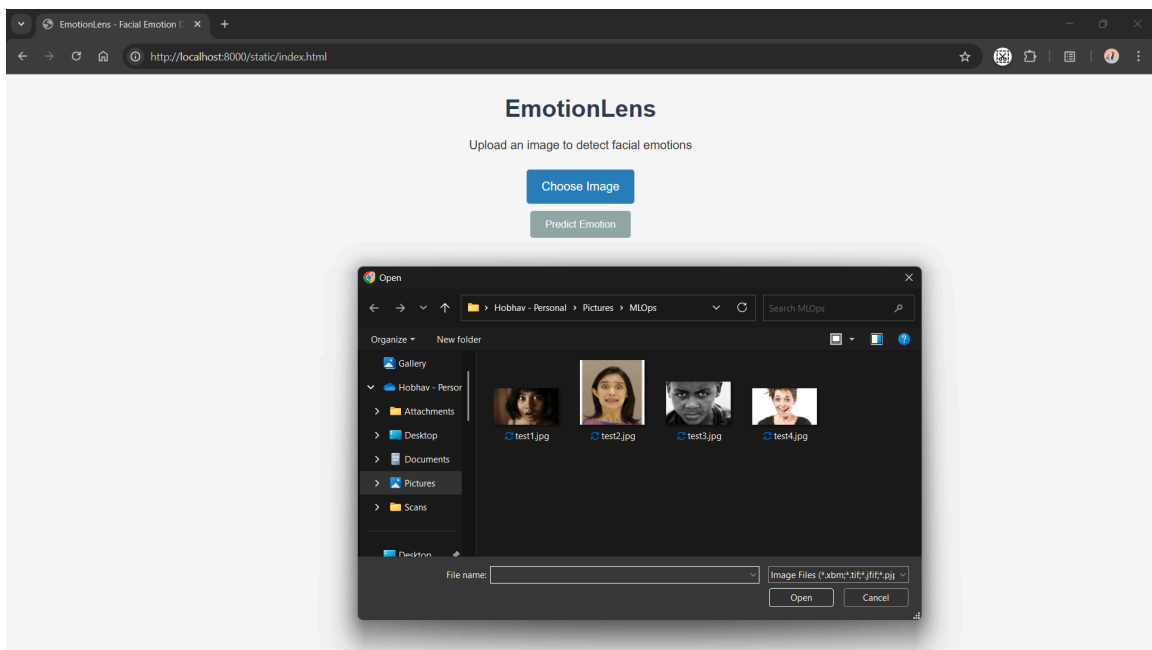 EmotionLens - Facial Emotion D
http://localhost:8000/static/index.html
EmotionLens
Upload an image to detect facial emotions
Choose Image
Predict Emotion
Open
Hobhav - Personal > Pictures > MLOps
Search MLOps
Organize
New folder
Gallery
Hobhav - Persor
Attachments
Desktop
Documents
Pictures
Scans
Desktop
test1.jpg
test2.jpg
test3.jpg
test4.jpg
File name:
Image Files (*.xbm;*.tif;*.jfif;*.pjp
Open
Cancel